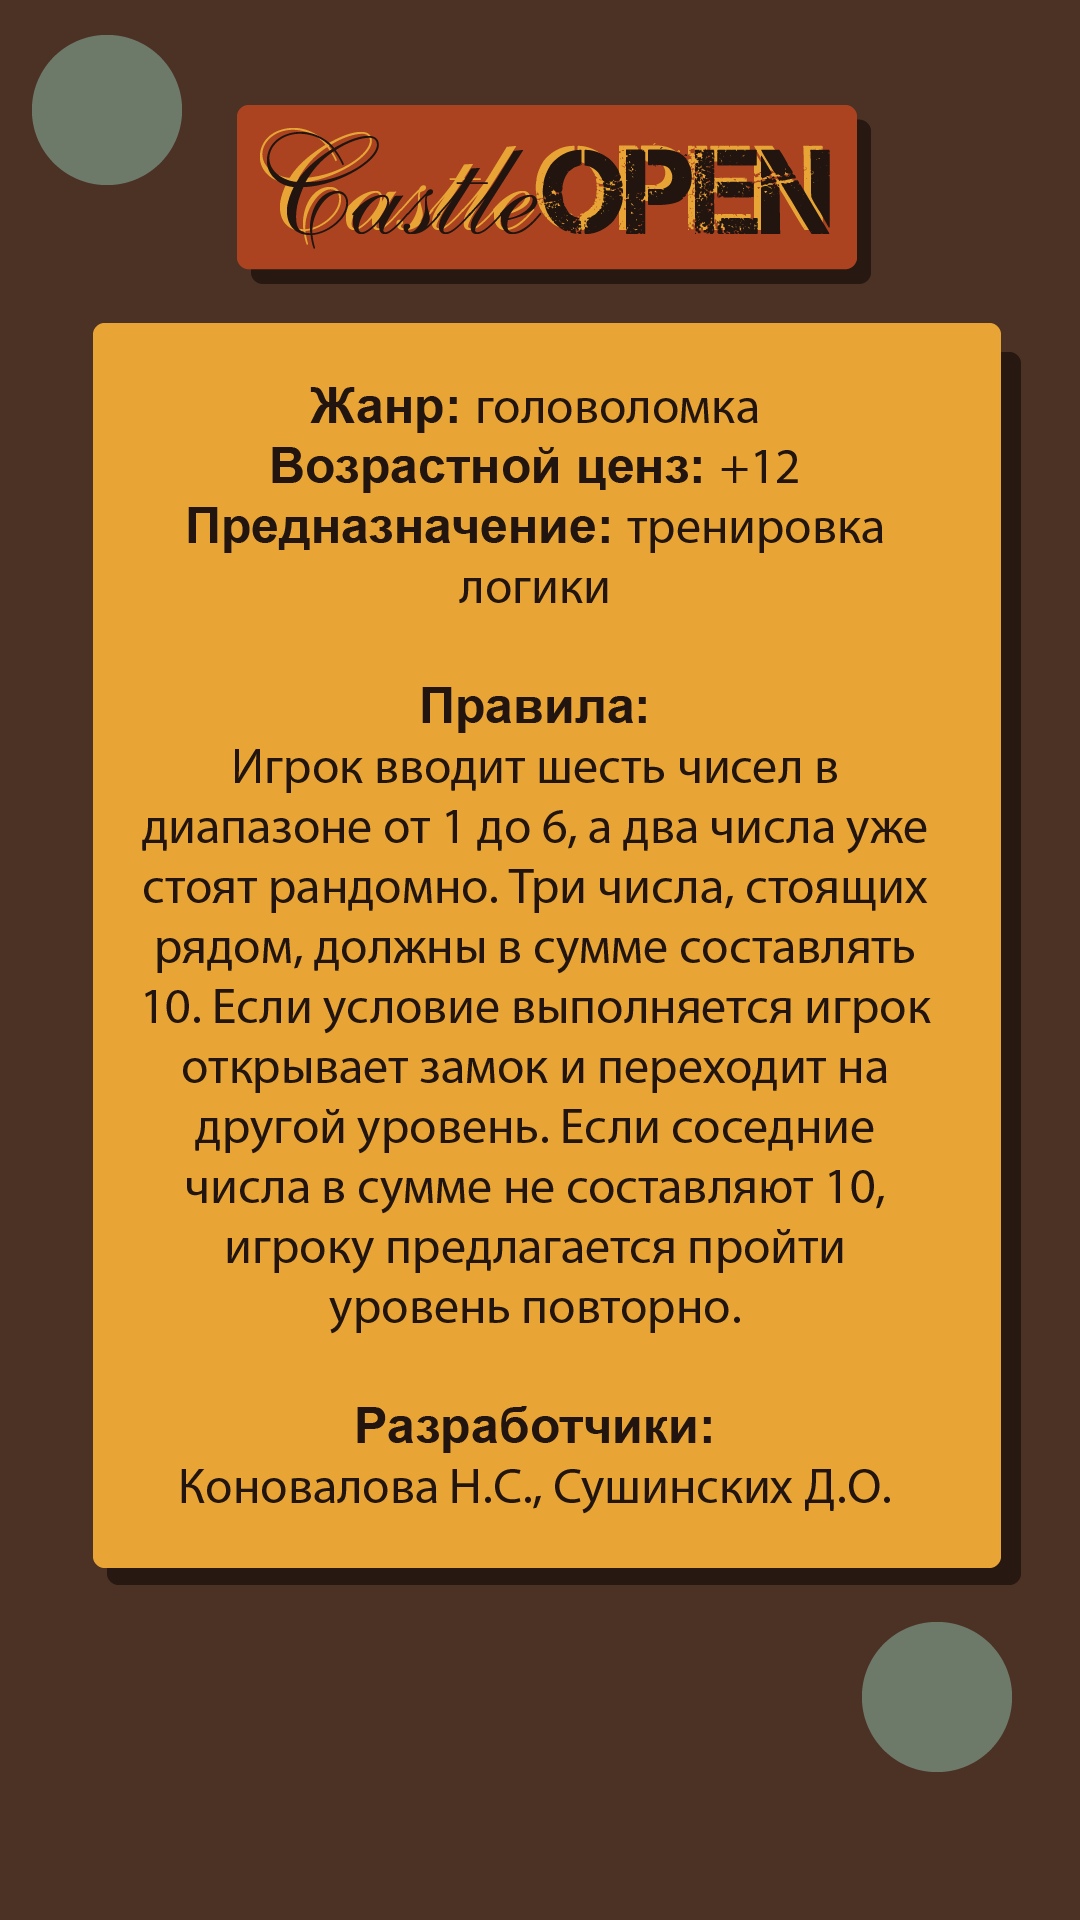 Castle OPEN
Жанр: головоломка
Возрастной ценз: +12
Предназначение: тренировка
логики
Правила:
Игрок вводит шесть чисел в
диапазоне от 1 до 6, а два числа уже
стоят рандомно. Три числа, стоящих
рядом, должны в сумме составлять
10. Если условие выполняется игрок
открывает замок и переходит на
другой уровень. Если соседние
числа в сумме не составляют 10,
игроку предлагается пройти
уровень повторно.
Разработчики:
Коновалова Н.С., Сушинских Д.О.